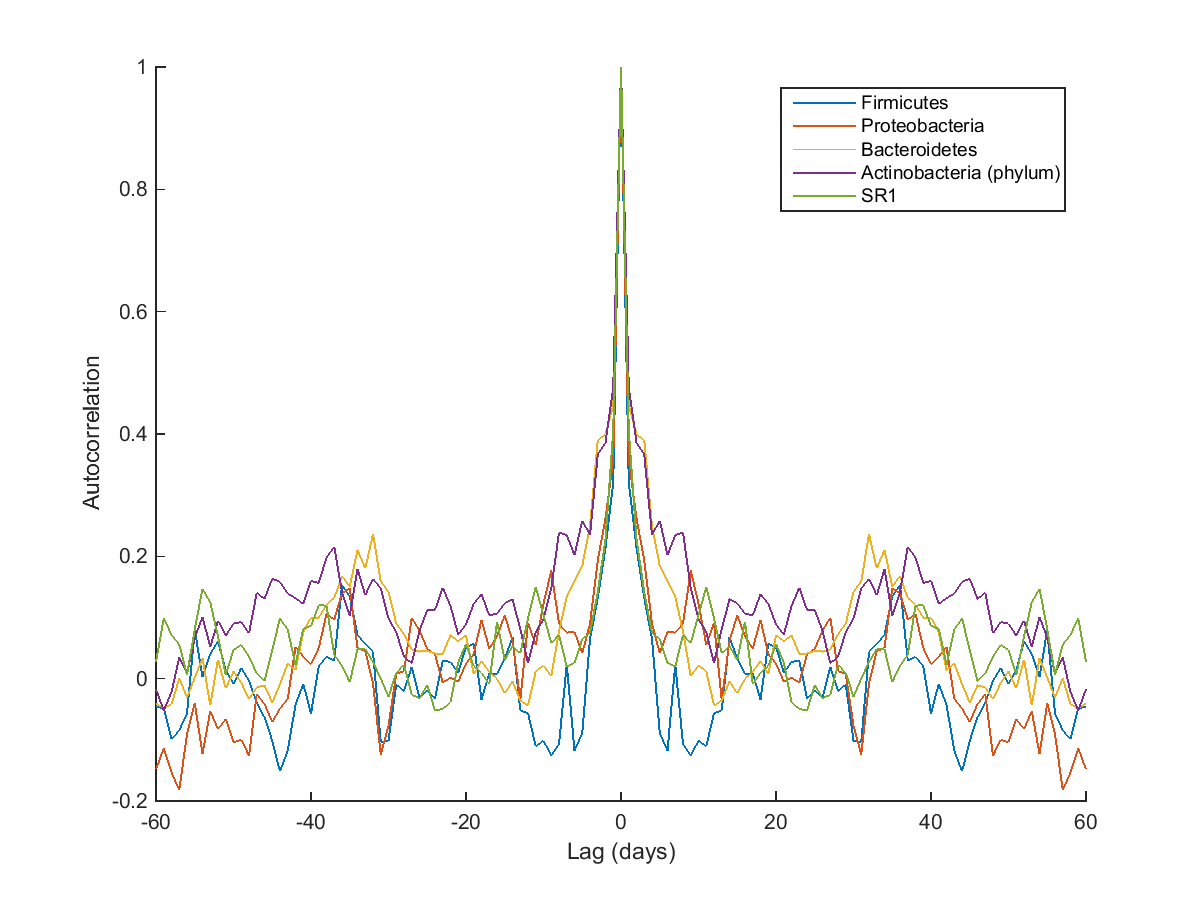 1
0.8
0.6
0.4
0.2
0
-0.2
Autocorrelation
Firmicutes
Proteobacteria
Bacteroidetes
Actinobacteria (phylum)
SR1
-60 -40 -20 0 20 40 60
Lag (days)